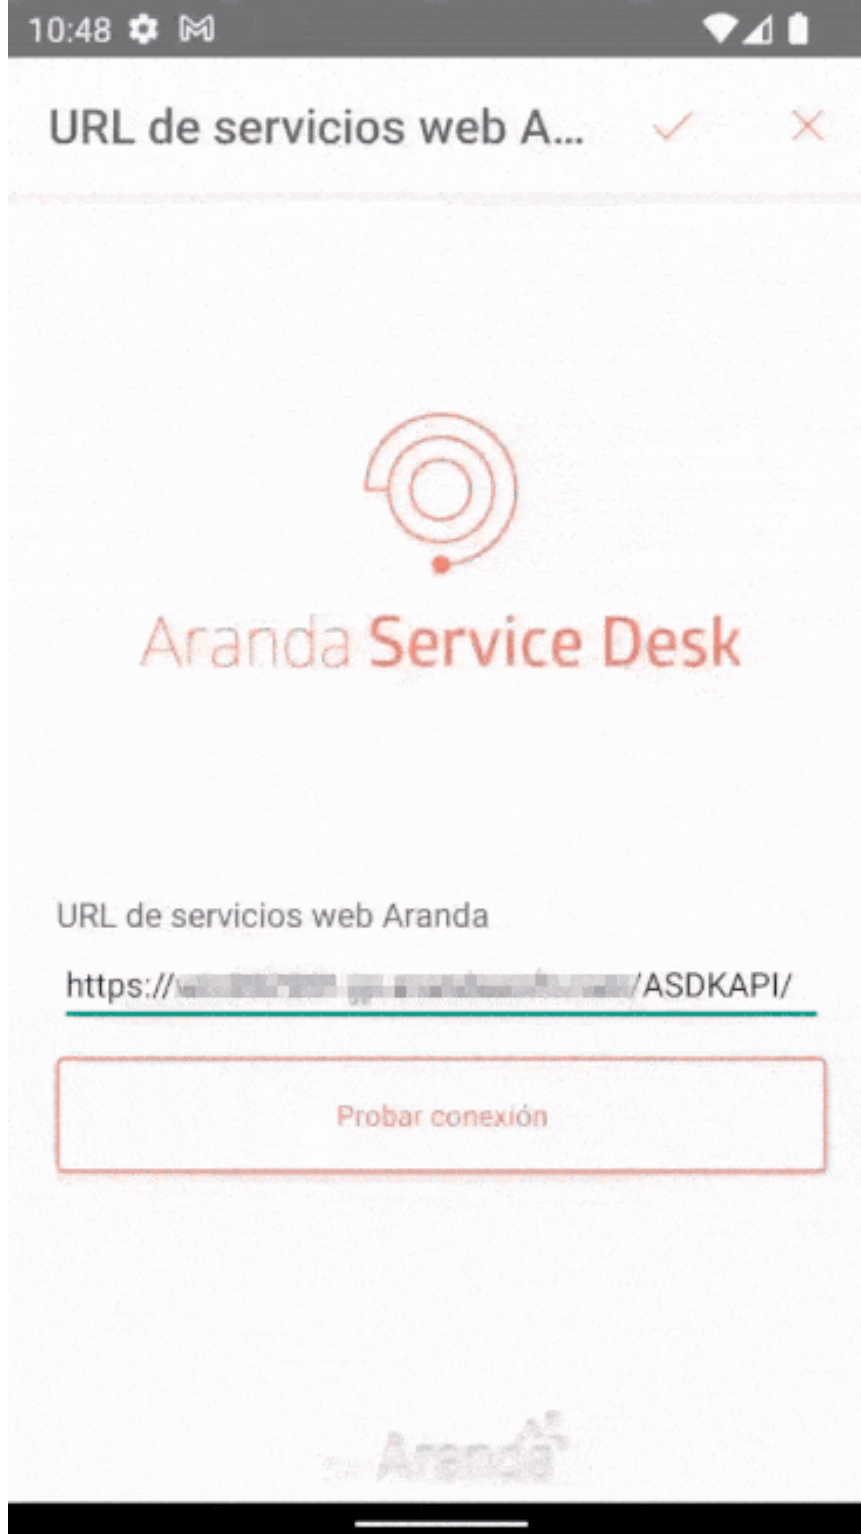 10:48
URL de servicios web A...
Aranda Service Desk
URL de servicios web Aranda
https:// /ASDKAPI/
Probar conexión
Aranda